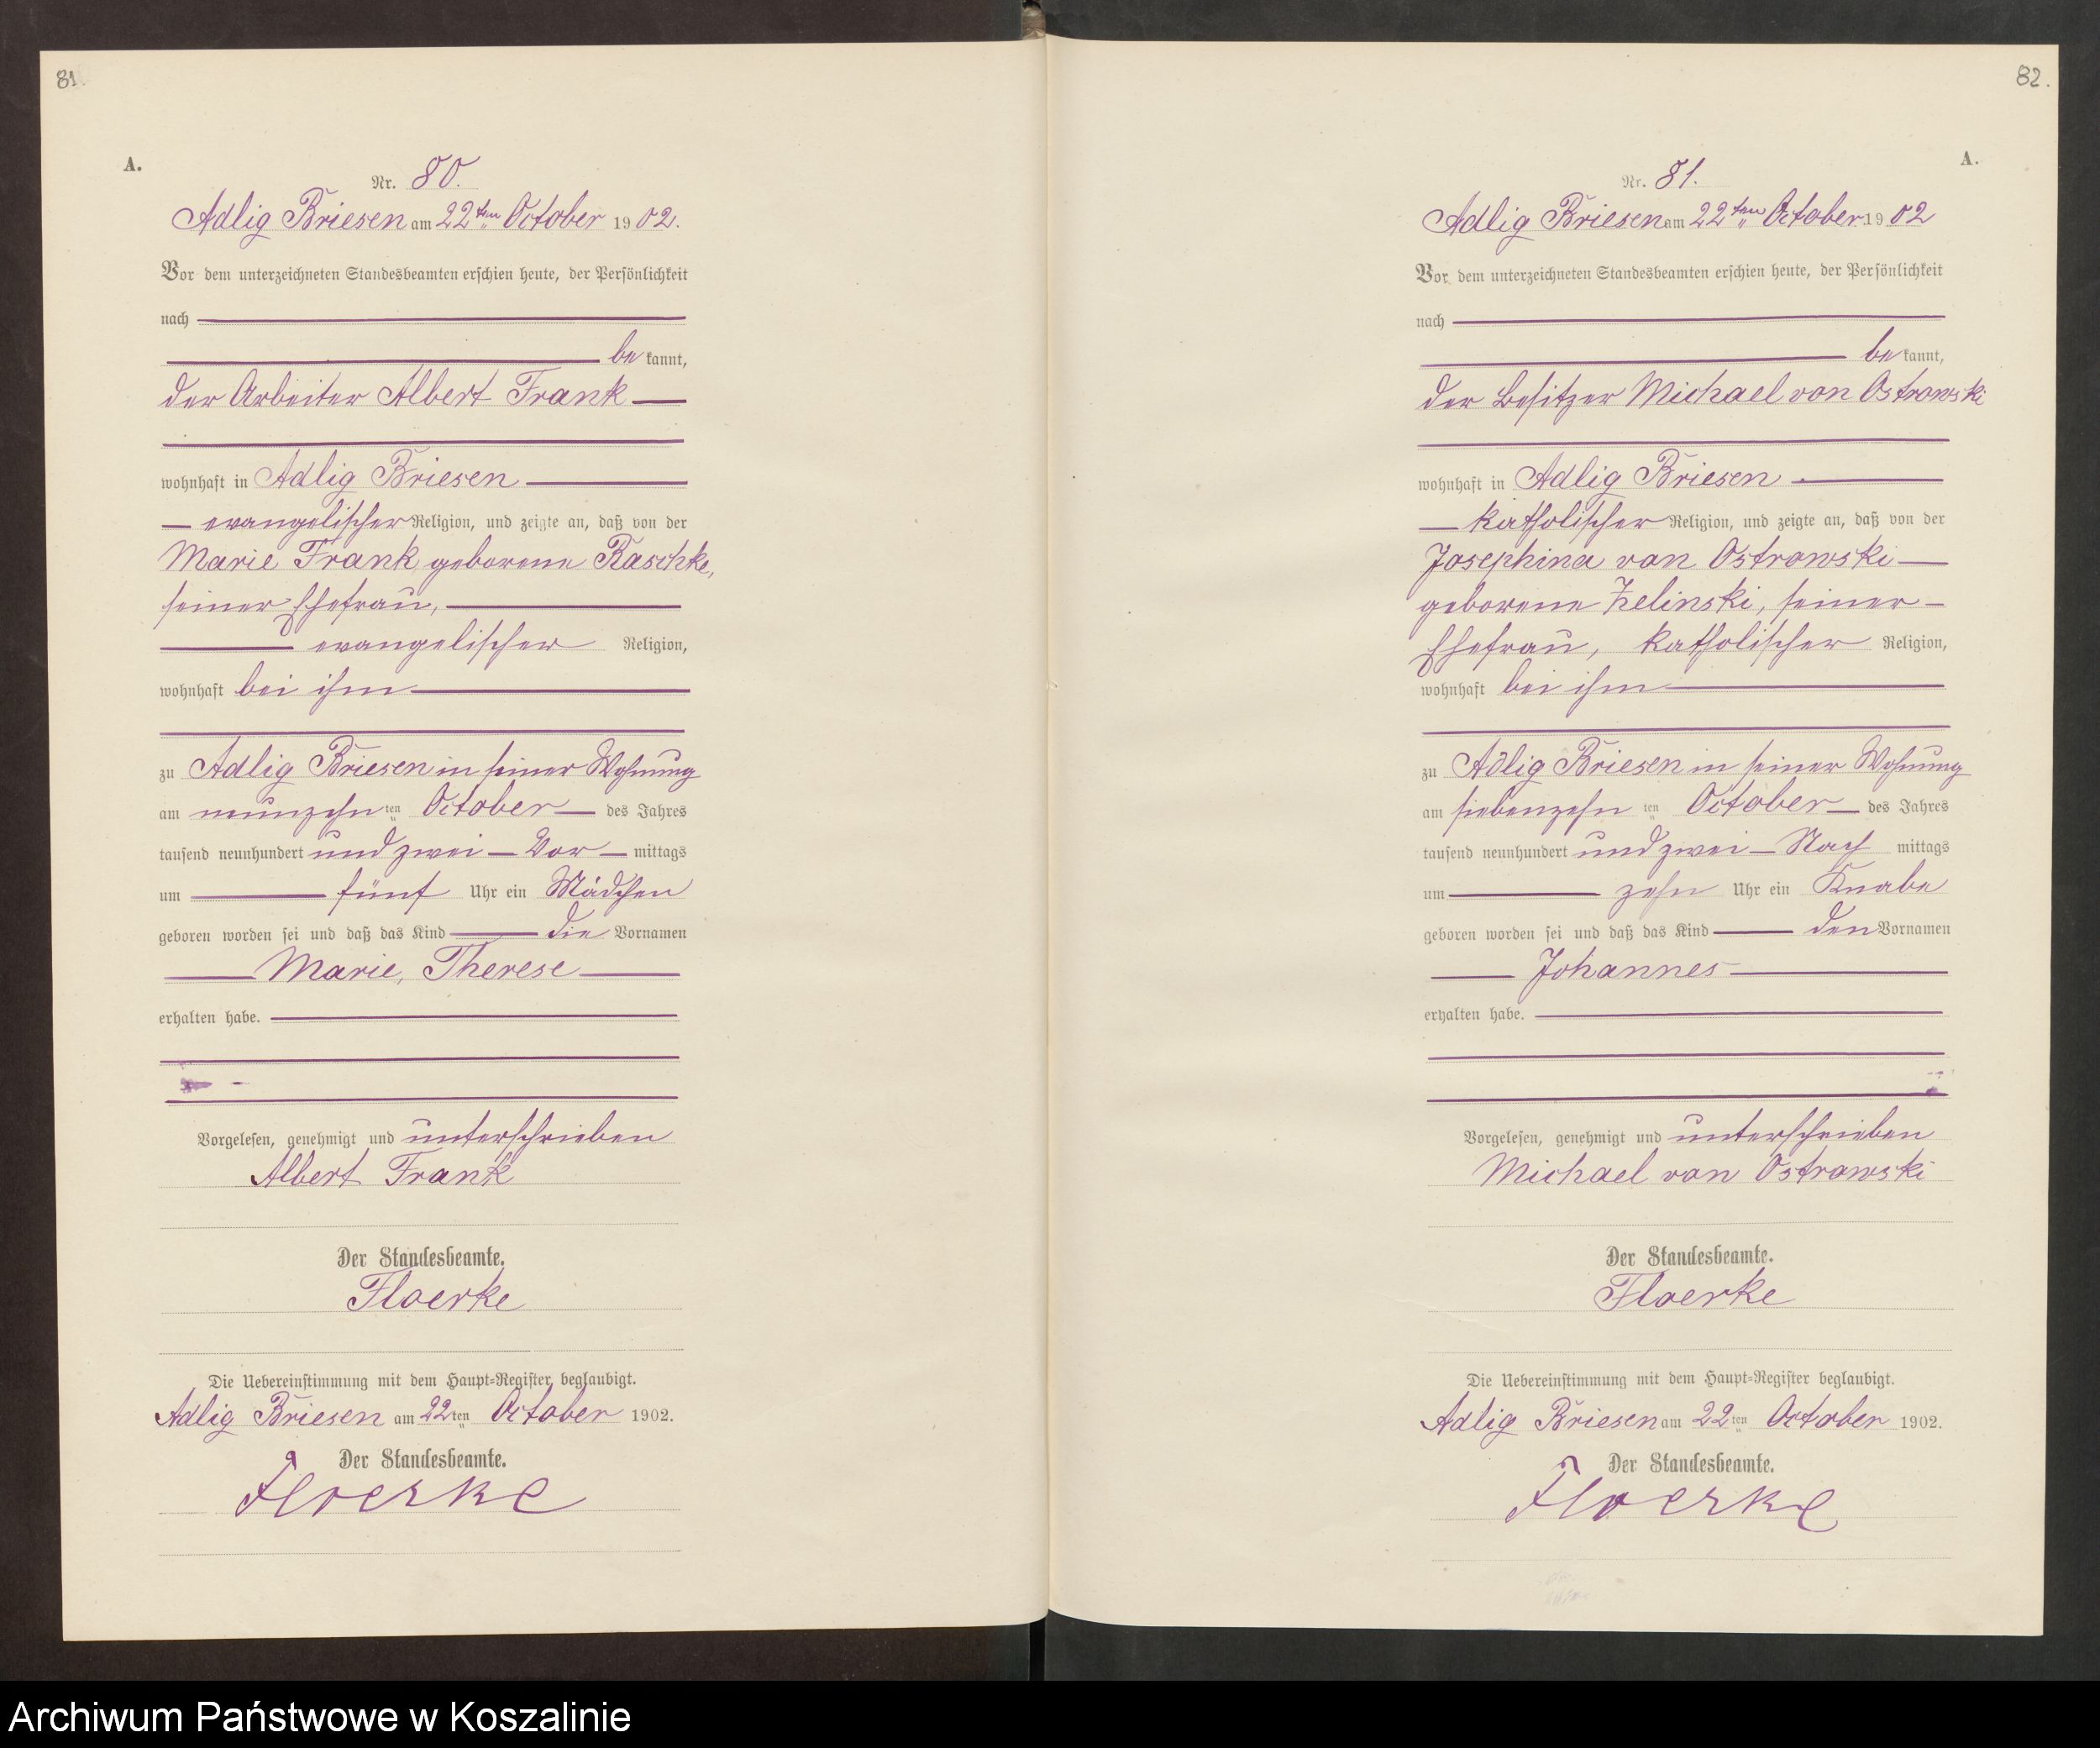 81.
A.
Nr. 80.
Adlig Briesen am 22ten October 1902.
Vor dem unterzeichneten Standesbeamten erschien heute, der Persönlichkeit
nach
bekannt,
der Arbeiter Albert Frank
wohnhaft in Adlig Briesen
evangelischer Religion, und zeigte an, daß von der
Marie Frank geborene Raschke,
seiner Ehefrau,
evangelischer Religion,
wohnhaft bei ihm
zu Adlig Briesen in seiner Wohnung
am neunzehnten October des Jahres
tausend neunhundert und zwei Vormittags
um fünf Uhr ein Mädchen
geboren worden sei und daß das Kind die Vornamen
Marie, Therese
erhalten habe.
Vorgelesen, genehmigt und unterschrieben
Albert Frank
Der Standesbeamte.
Floerke
Die Uebereinstimmung mit dem Haupt-Register beglaubigt.
Adlig Briesen am 22ten October 1902.
Der Standesbeamte.
Floerke
82.
A.
Nr. 81.
Adlig Briesen am 22ten October 1902
Vor dem unterzeichneten Standesbeamten erschien heute, der Persönlichkeit
nach
bekannt,
der Besitzer Michael von Ostrowski
wohnhaft in Adlig Briesen
katholischer Religion, und zeigte an, daß von der
Josephina von Ostrowski
geborene Zelinski, seiner
Ehefrau, katholischer Religion,
wohnhaft bei ihm
zu Adlig Briesen in seiner Wohnung
am siebenzehnten October des Jahres
tausend neunhundert und zwei Nachmittags
um zehn Uhr ein Knabe
geboren worden sei und daß das Kind den Vornamen
Johannes
erhalten habe.
Vorgelesen, genehmigt und unterschrieben
Michael von Ostrowski
Der Standesbeamte.
Floerke
Die Uebereinstimmung mit dem Haupt-Register beglaubigt.
Adlig Briesen am 22ten October 1902.
Der Standesbeamte.
Floerke
Archiwum Państwowe w Koszalinie